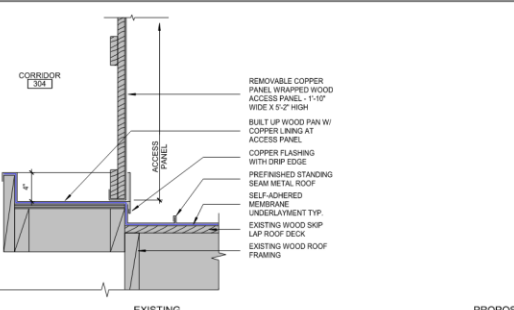 CORRIDOR
304
ACCESS
PANEL
4"
REMOVABLE COPPER
PANEL WRAPPED WOOD
ACCESS PANEL - 1'-10"
WIDE X 5'-2" HIGH
BUILT UP WOOD PAN W/
COPPER LINING AT
ACCESS PANEL
COPPER FLASHING
WITH DRIP EDGE
PREFINISHED STANDING
SEAM METAL ROOF
SELF-ADHERED
MEMBRANE
UNDERLAYMENT TYP.
EXISTING WOOD SKIP
LAP ROOF DECK
EXISTING WOOD ROOF
FRAMING
EXISTING